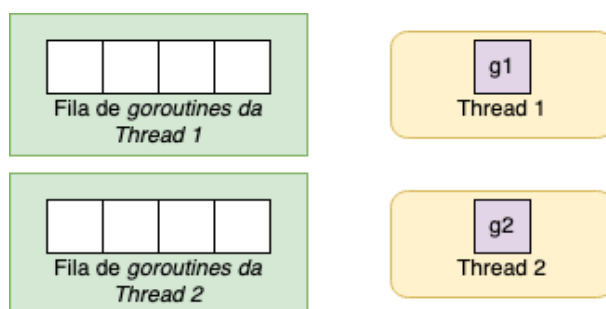 Fila de goroutines da
Thread 1
g1
Thread 1
Fila de goroutines da
Thread 2
g2
Thread 2